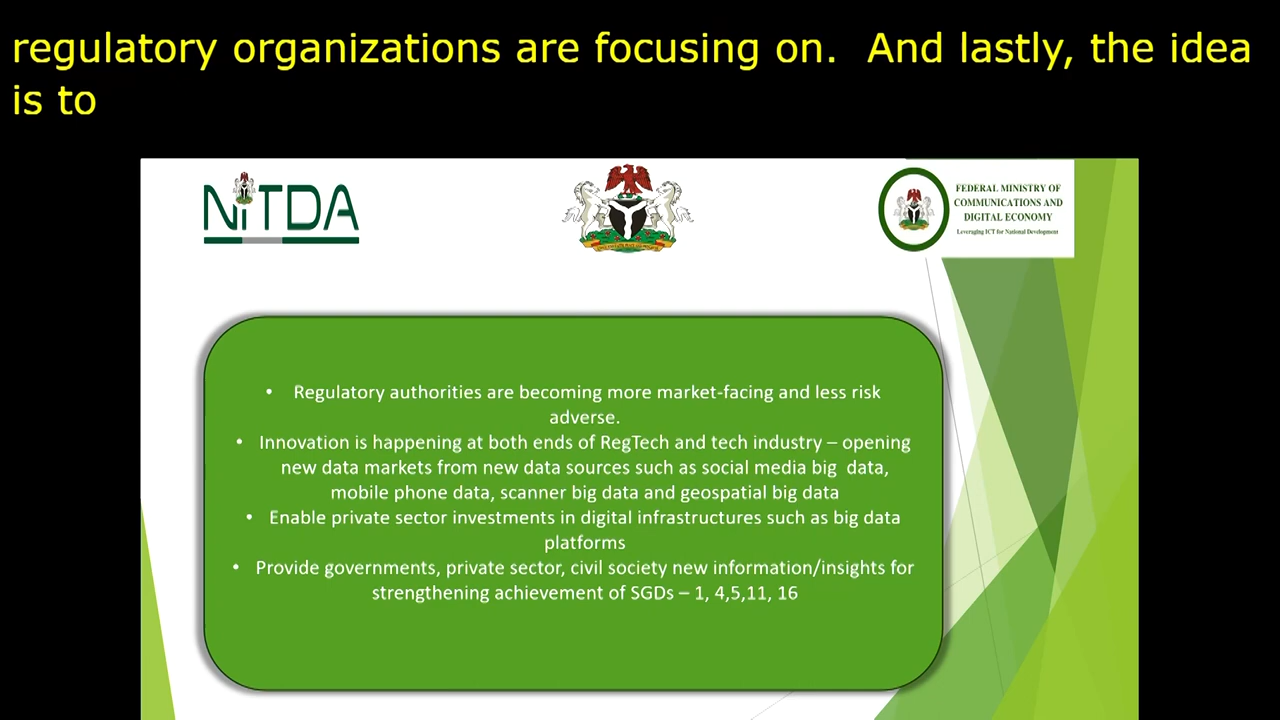 regulatory organizations are focusing on.  And lastly, the idea
is to
NiTDA
FEDERAL MINISTRY OF
COMMUNICATIONS AND
DIGITAL ECONOMY
Leveraging ICT for National Development
• Regulatory authorities are becoming more market-facing and less risk
adverse.
• Innovation is happening at both ends of RegTech and tech industry – opening
new data markets from new data sources such as social media big  data,
mobile phone data, scanner big data and geospatial big data
• Enable private sector investments in digital infrastructures such as big data
platforms
• Provide governments, private sector, civil society new information/insights for
strengthening achievement of SGDs – 1, 4,5,11, 16